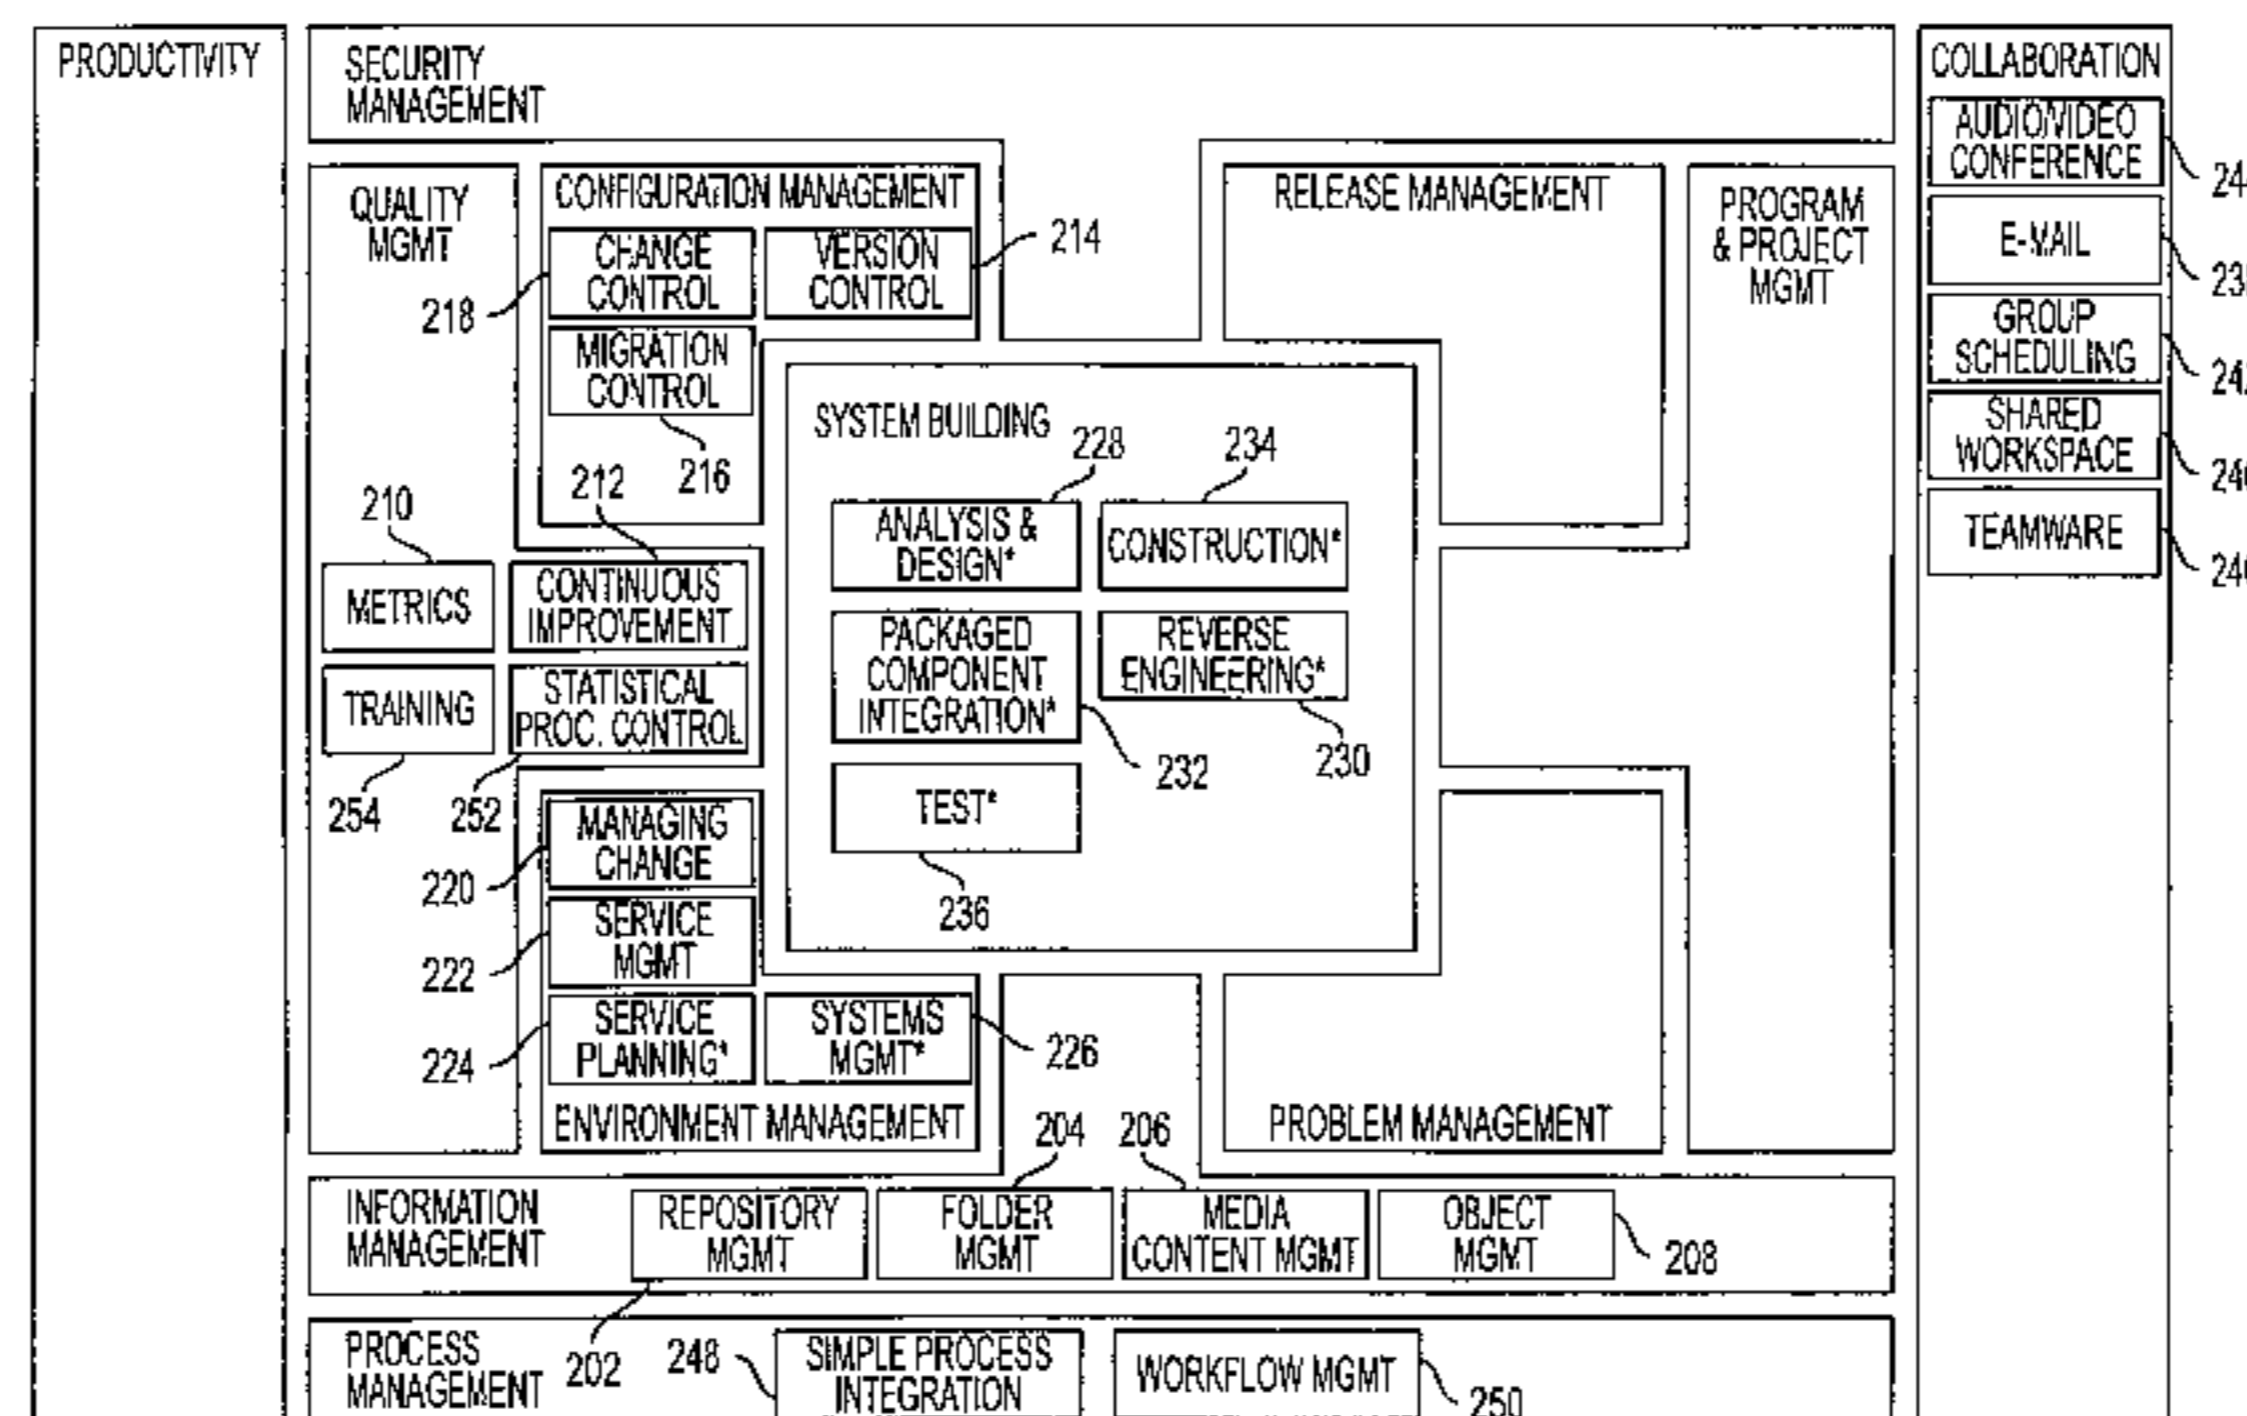 PRODUCTIVITY
SECURITY
MANAGEMENT
COLLABORATION
AUDIO/VIDEO
CONFERENCE
E-MAIL
GROUP
SCHEDULING
SHARED
WORKSPACE
TEAMWARE
QUALITY
MGMT
CONFIGURATION MANAGEMENT
CHANGE
CONTROL
VERSION
CONTROL
214
218
MIGRATION
CONTROL
216
RELEASE MANAGEMENT
PROGRAM
& PROJECT
MGMT
SYSTEM BUILDING
228
234
ANALYSIS &
DESIGN*
CONSTRUCTION*
PACKAGED
COMPONENT
INTEGRATION*
REVERSE
ENGINEERING*
232
230
TEST*
236
210
212
METRICS
CONTINUOUS
IMPROVEMENT
TRAINING
STATISTICAL
PROC. CONTROL
254
252
MANAGING
CHANGE
220
SERVICE
MGMT
222
SERVICE
PLANNING*
SYSTEMS
MGMT*
224
226
ENVIRONMENT MANAGEMENT
PROBLEM MANAGEMENT
204
206
INFORMATION
MANAGEMENT
REPOSITORY
MGMT
FOLDER
MGMT
MEDIA
CONTENT MGMT
OBJECT
MGMT
208
202
PROCESS
MANAGEMENT
248
SIMPLE PROCESS
INTEGRATION
WORKFLOW MGMT
250